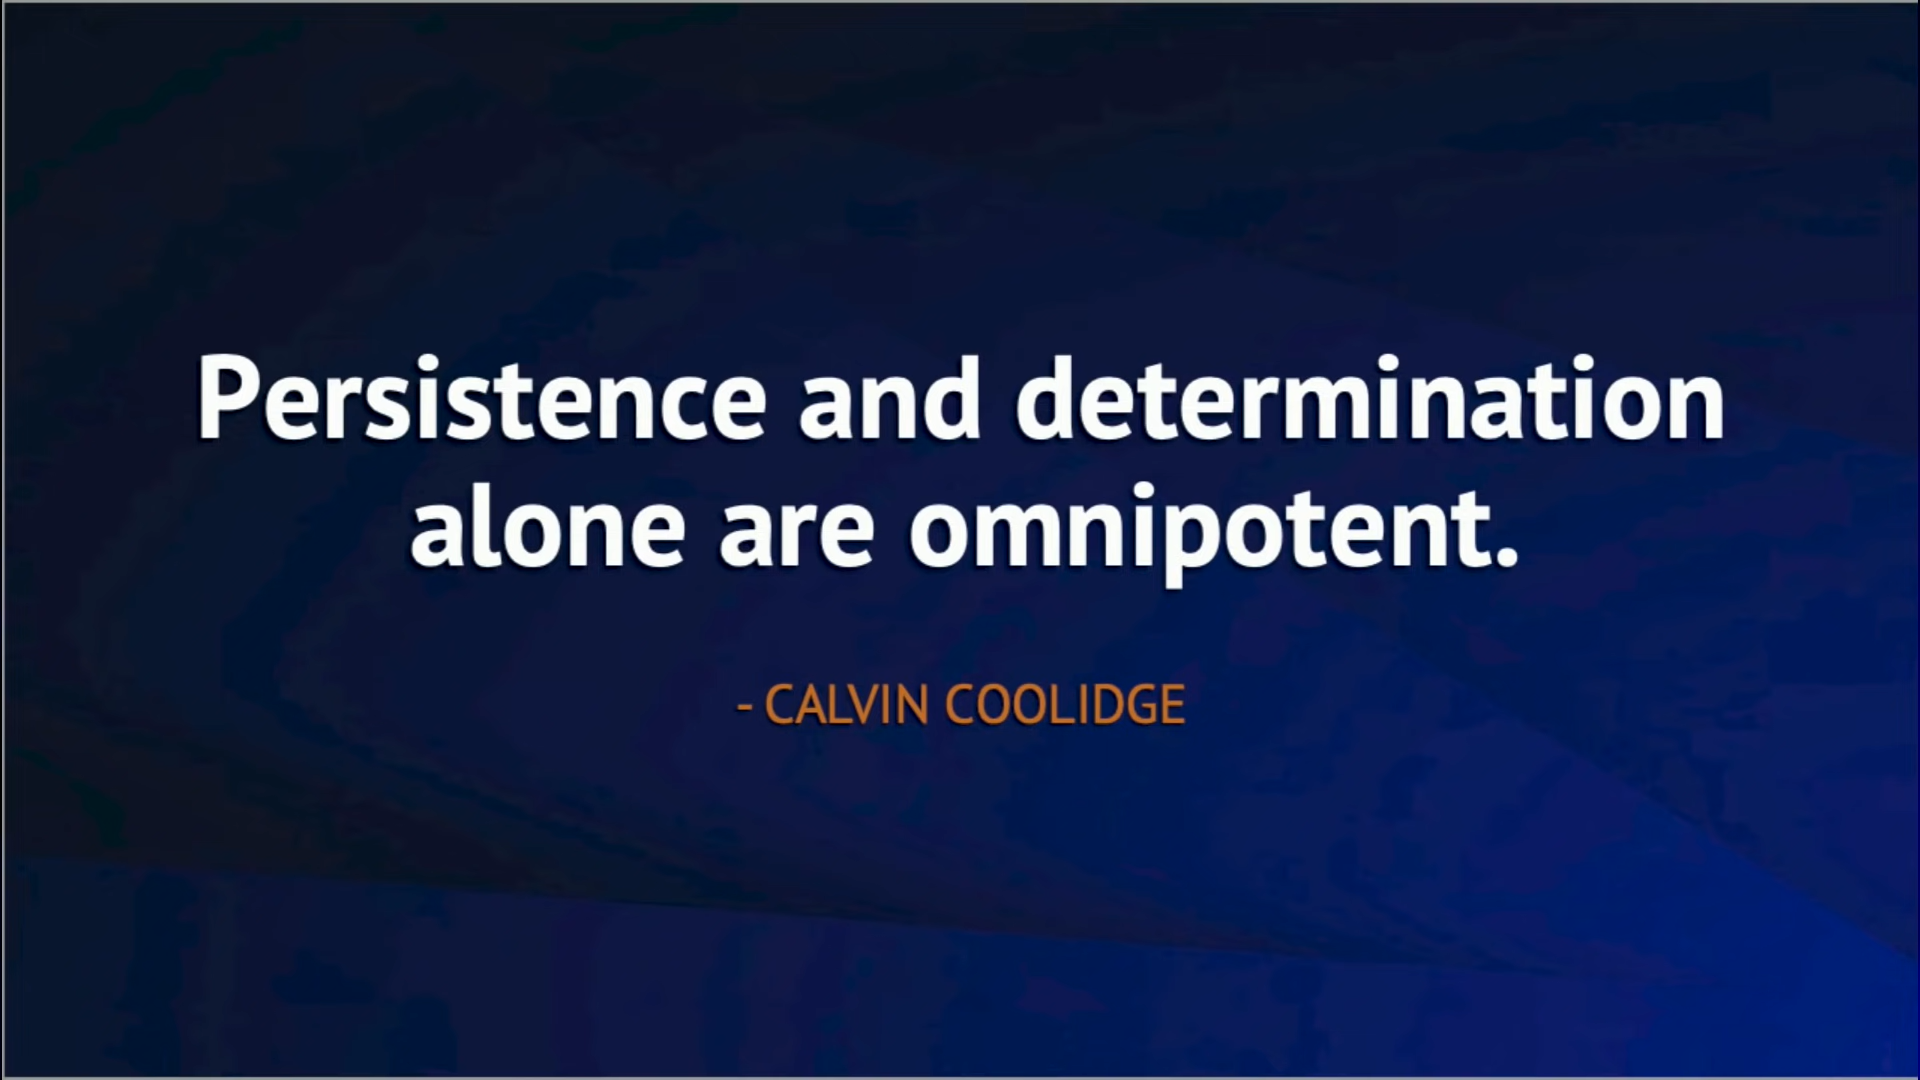 Persistence and determination
alone are omnipotent.
- CALVIN COOLIDGE